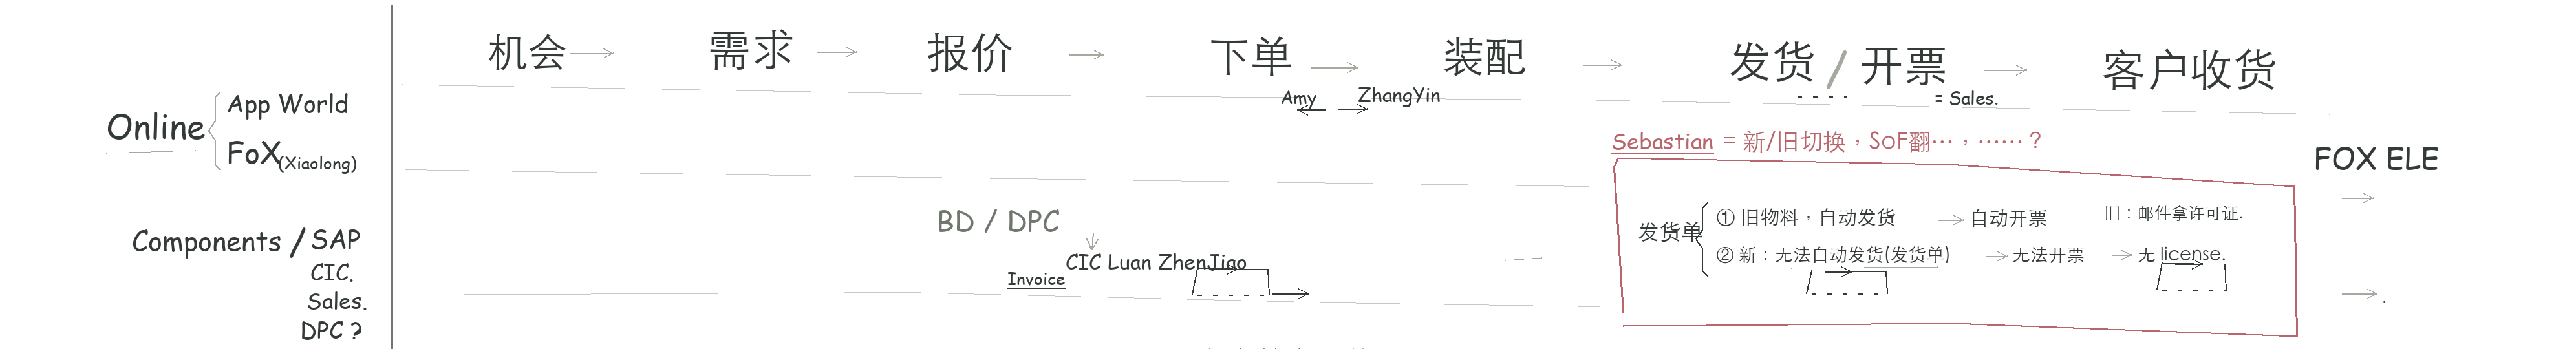 机会 → 需求 → 报价 → 下单 → 装配 → 发货 / 开票 → 客户收货
Amy ZhangYin
= Sales.
Online
App World
FoX (Xiaolong)
Sebastian = 新/旧切换，SoF翻…，……？
FOX ELE
BD / DPC
Components / SAP
CIC.
Sales.
DPC ?
CIC Luan ZhenJiao
Invoice
发货单
① 旧物料，自动发货 → 自动开票 旧：邮件拿许可证.
② 新：无法自动发货(发货单) → 无法开票 → 无 license.